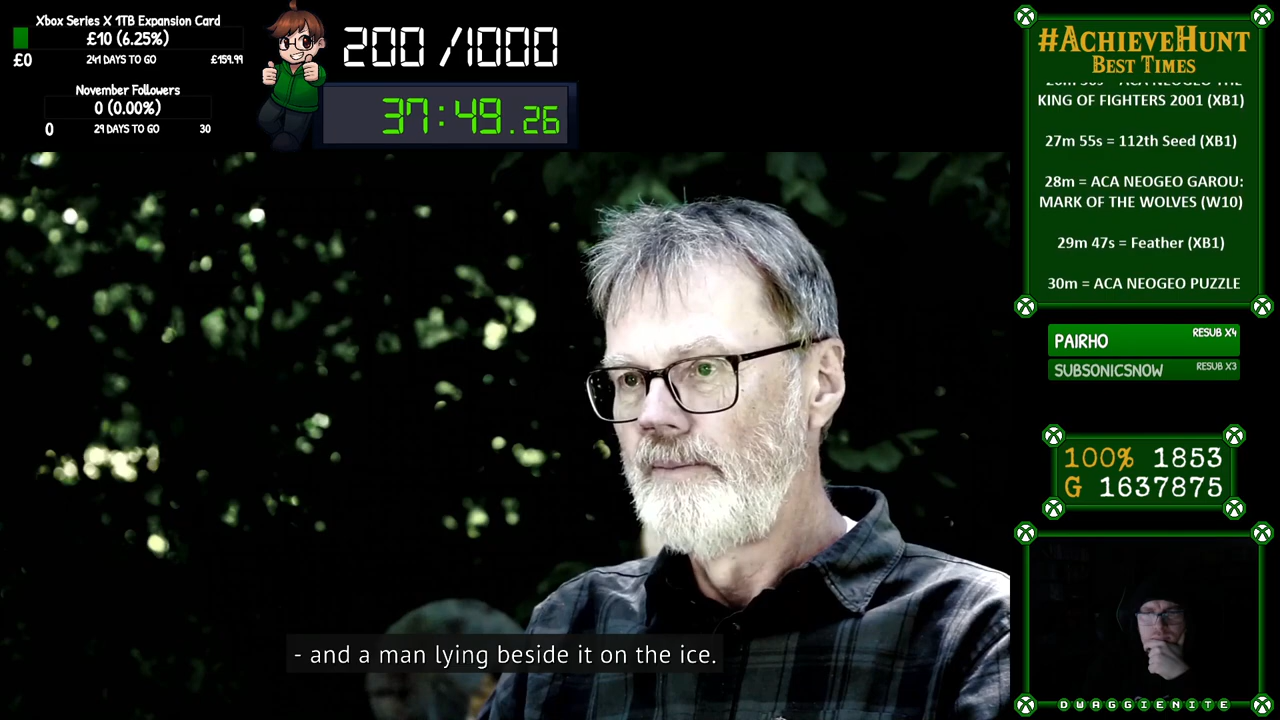 Xbox Series X 1TB Expansion Card
£10 (6.25%)
£0
241 DAYS TO GO
£159.99
November Followers
0 (0.00%)
0
29 DAYS TO GO
30
200 /1000
37:49.26
#ACHIEVEHUNT
BEST TIMES
KING OF FIGHTERS 2001 (XB1)
27m 55s = 112th Seed (XB1)
28m = ACA NEOGEO GAROU:
MARK OF THE WOLVES (W10)
29m 47s = Feather (XB1)
30m = ACA NEOGEO PUZZLE
PAIRHO
RESUB X4
SUBSONICSNOW
RESUB X3
100% 1853
G 1637875
- and a man lying beside it on the ice.
DWAGGIENITE